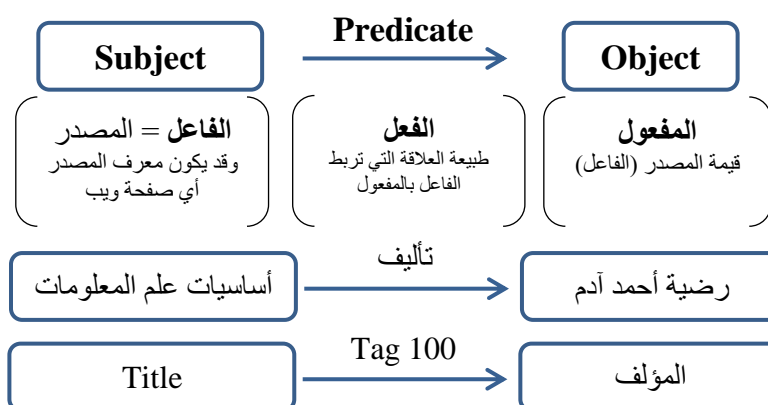 Subject
Predicate
Object
الفاعل = المصدر
وقد يكون معرف المصدر
أي صفحة ويب
الفعل
طبيعة العلاقة التي تربط
الفاعل بالمفعول
المفعول
قيمة المصدر (الفاعل)
أساسيات علم المعلومات
تأليف
رضية أحمد آدم
Title
Tag 100
المؤلف